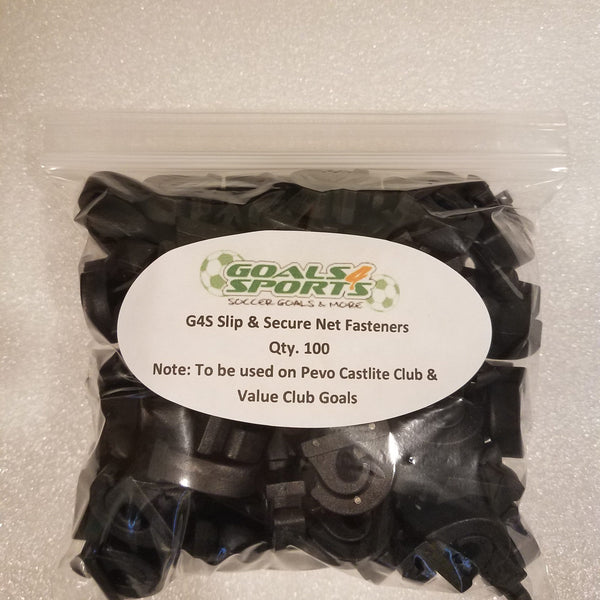 GOALS 4
SPORTS
SOCCER GOALS & MORE
G4S Slip & Secure Net Fasteners
Qty. 100
Note: To be used on Pevo Castlite Club &
Value Club Goals